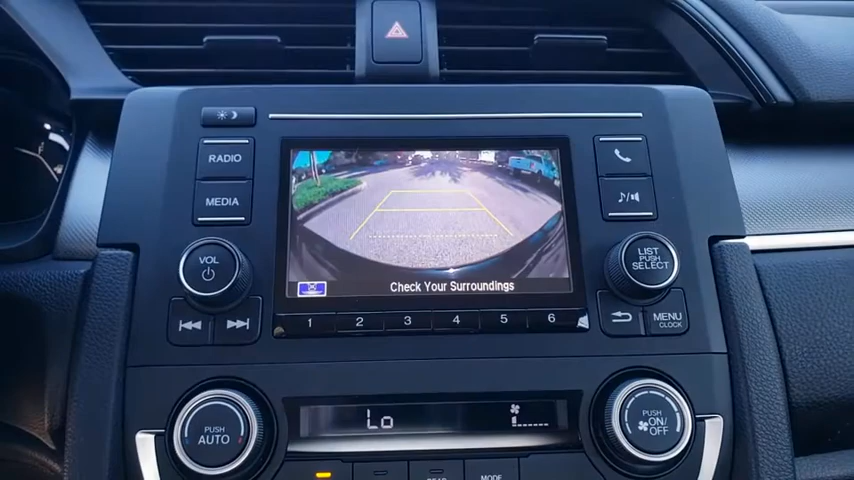 RADIO
MEDIA
VOL
Check Your Surroundings
1 2 3 4 5 6
LIST
PUSH
SELECT
MENU
CLOCK
PUSH
AUTO
Lo
PUSH
ON/
OFF
REAR
MODE